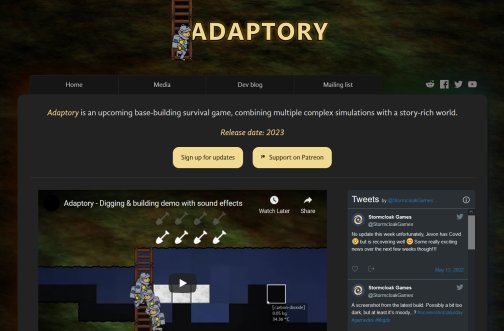 ADAPTORY
Home
Media
Dev blog
Mailing list
Adaptory is an upcoming base-building survival game, combining multiple complex simulations with a story-rich world.
Release date: 2023
Sign up for updates
Support on Patreon
Adaptory - Digging & building demo with sound effects
Watch Later
Share
[carbon-dioxide]
0.05 kg
34.36 °C
Tweets by @StormcloakGames
Stormcloak Games
@StormcloakGames
No update this week unfortunately, Jevon has Covid
😢 but is recovering well 😊 Some really exciting
news over the next few weeks though!!!!
May 13, 2022
Stormcloak Games
@StormcloakGames
A screenshot from the latest build. Possibly a bit too
dark, but at least it's moody.. ? #screenshotsaturday
#gamedev #indiedev